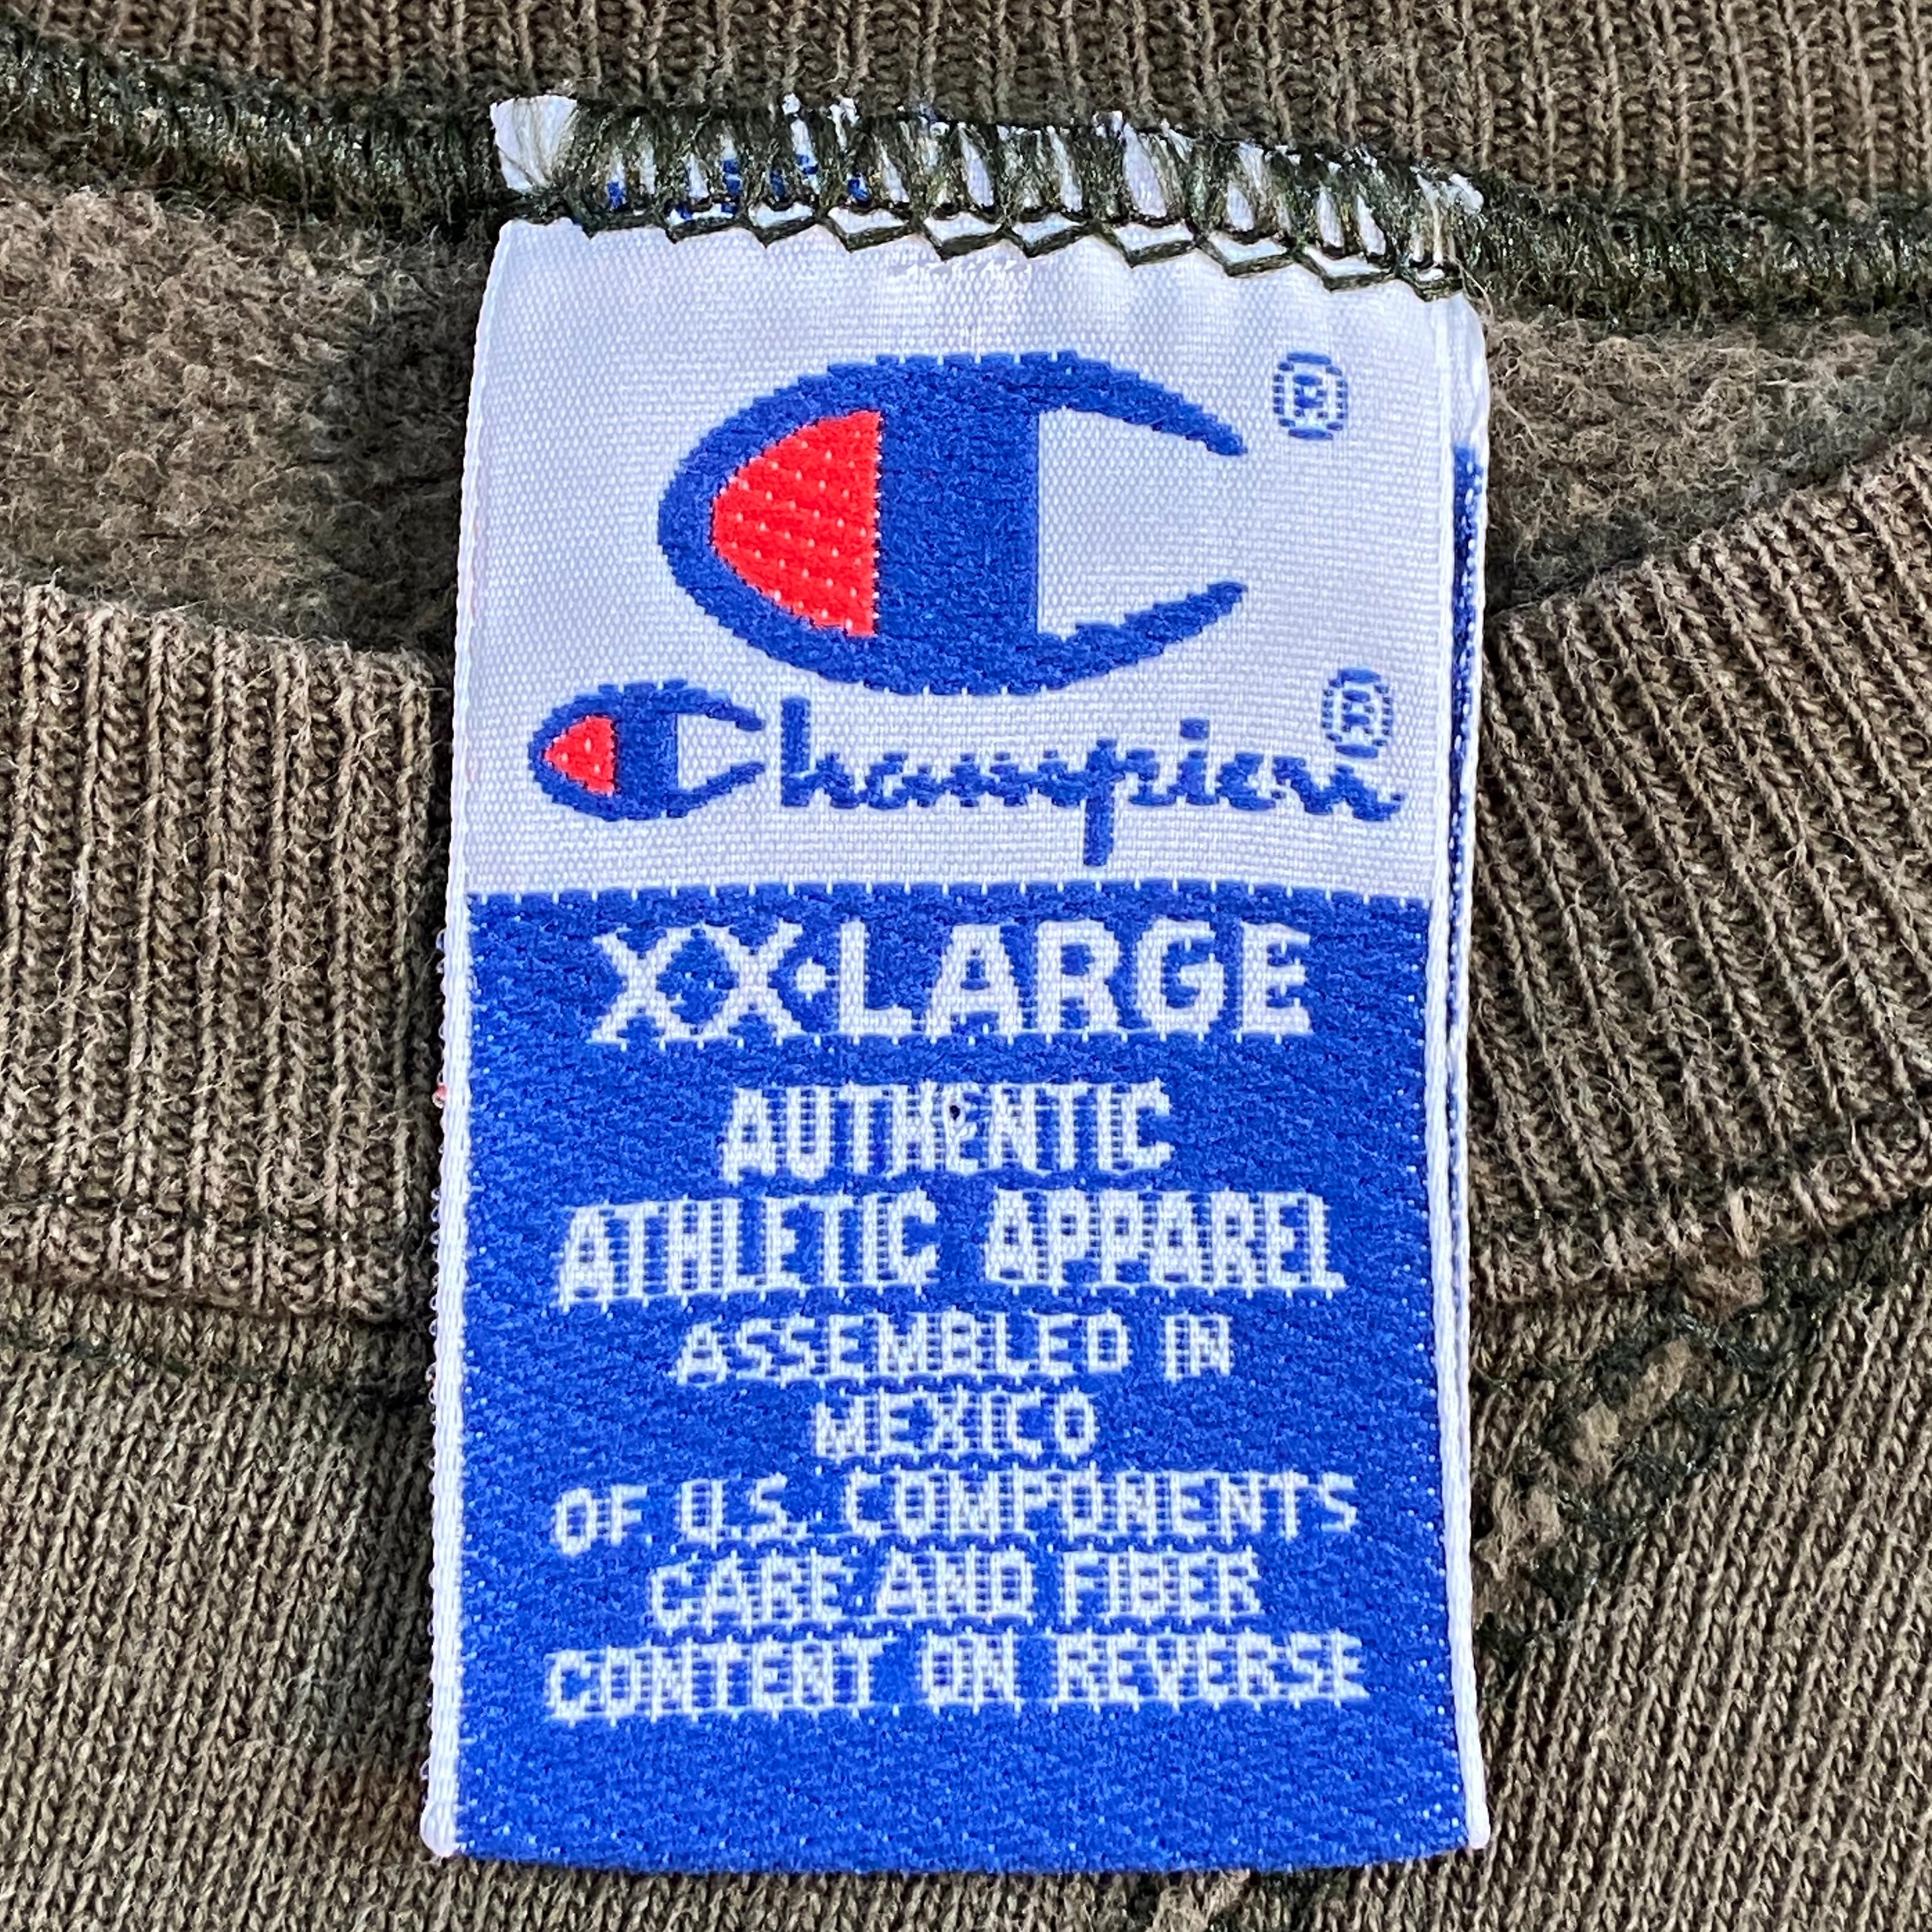 ®
Champion®
XX·LARGE
AUTHENTIC
ATHLETIC APPAREL
ASSEMBLED IN
MEXICO
OF U.S. COMPONENTS
CARE AND FIBER
CONTENT ON REVERSE